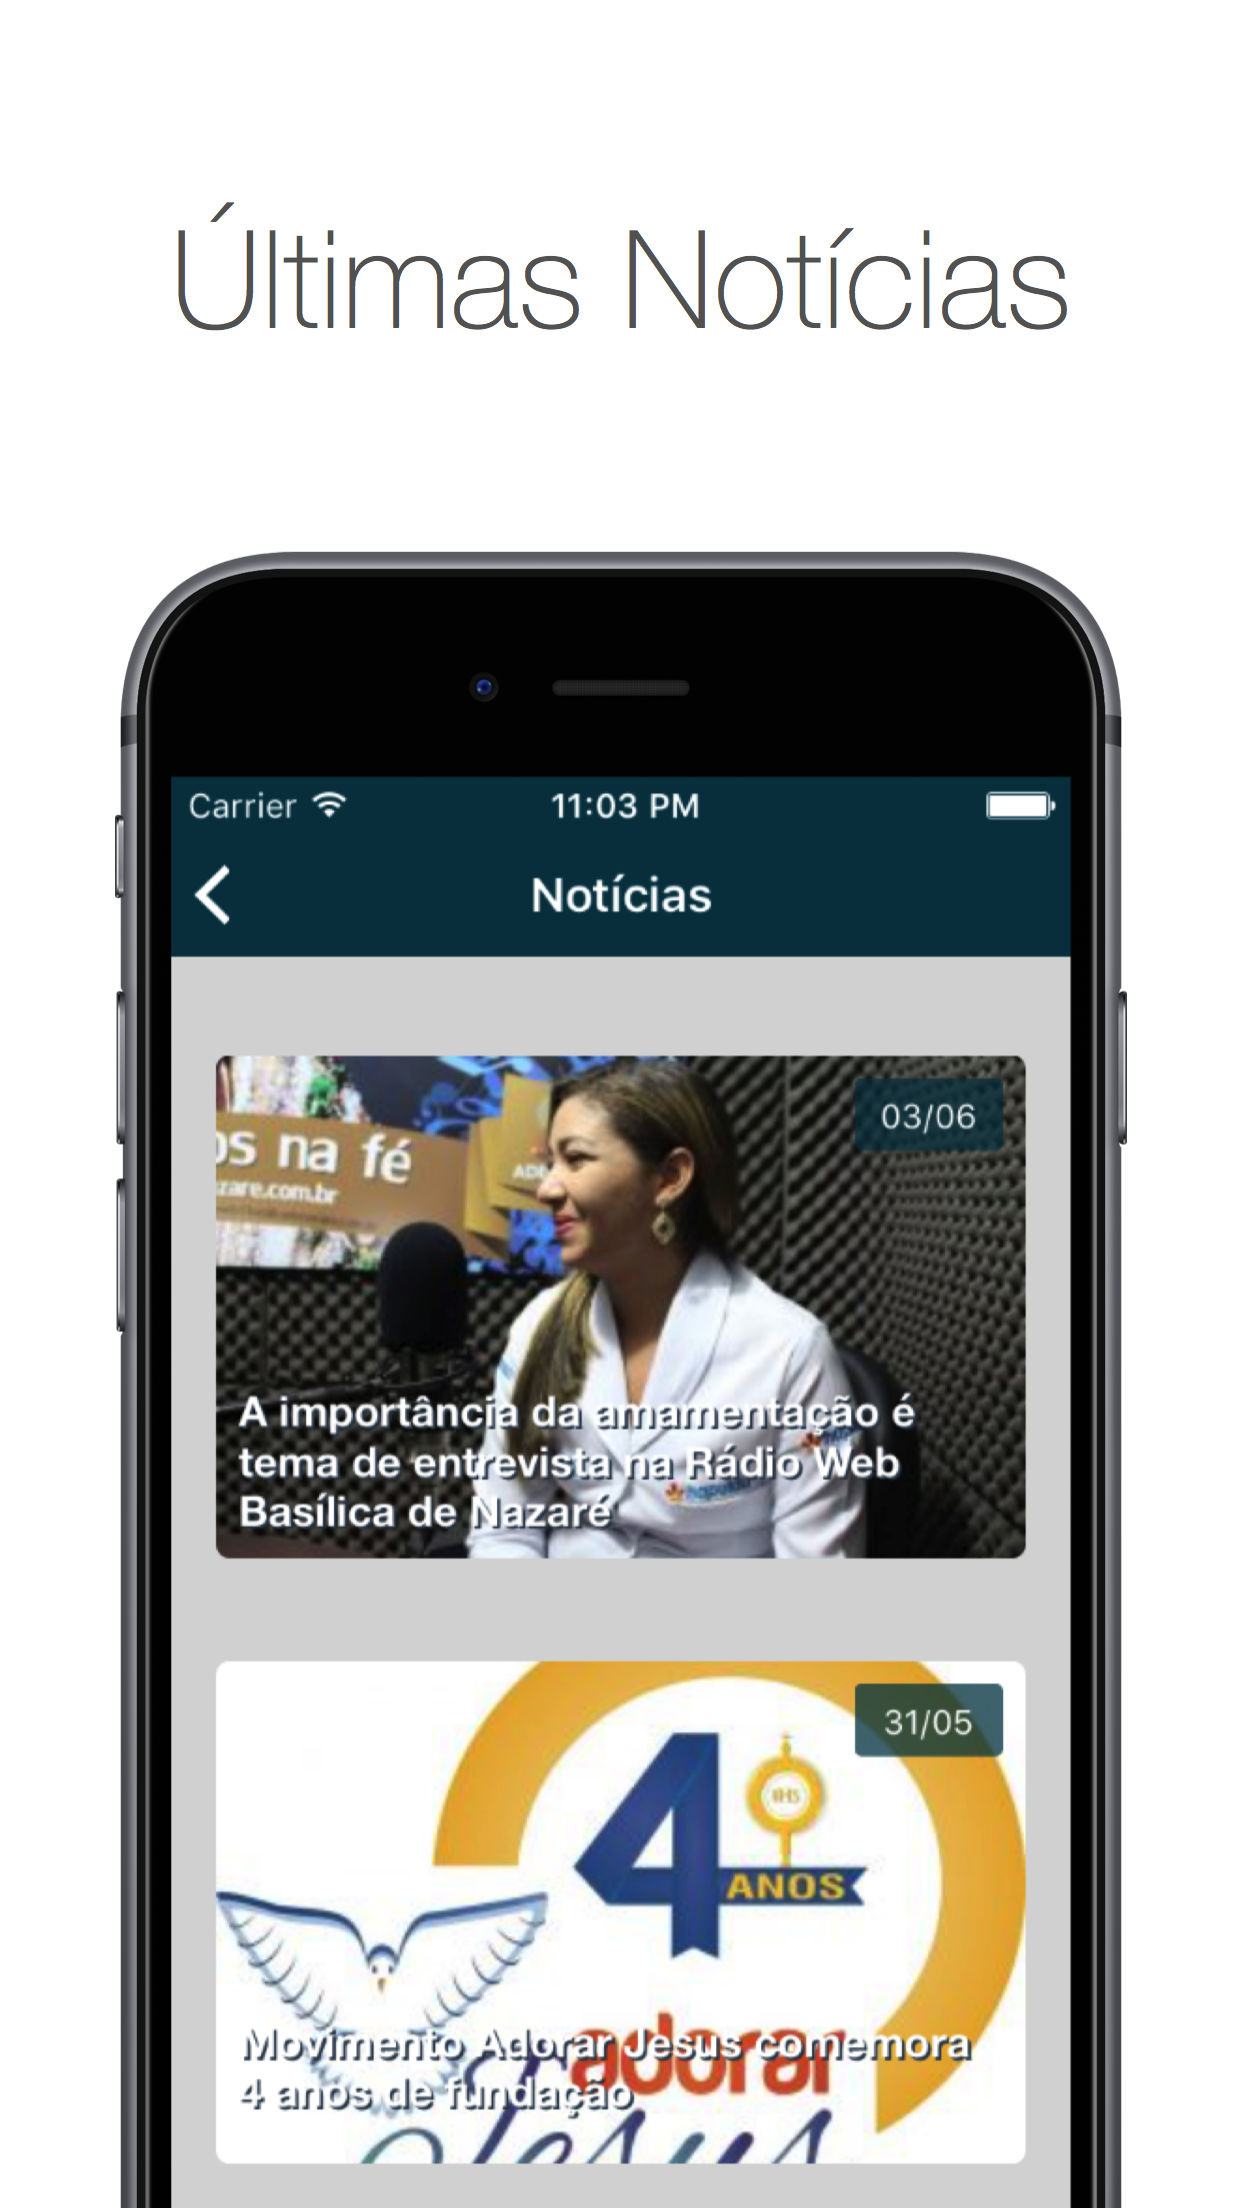 Últimas Notícias
Carrier
11:03 PM
Notícias
03/06
os na fé
zare.com.br
A importância da amamentação é
tema de entrevista na Rádio Web
Basílica de Nazaré
31/05
IHS
4
ANOS
adorar
Jesus
Movimento Adorar Jesus comemora
4 anos de fundação